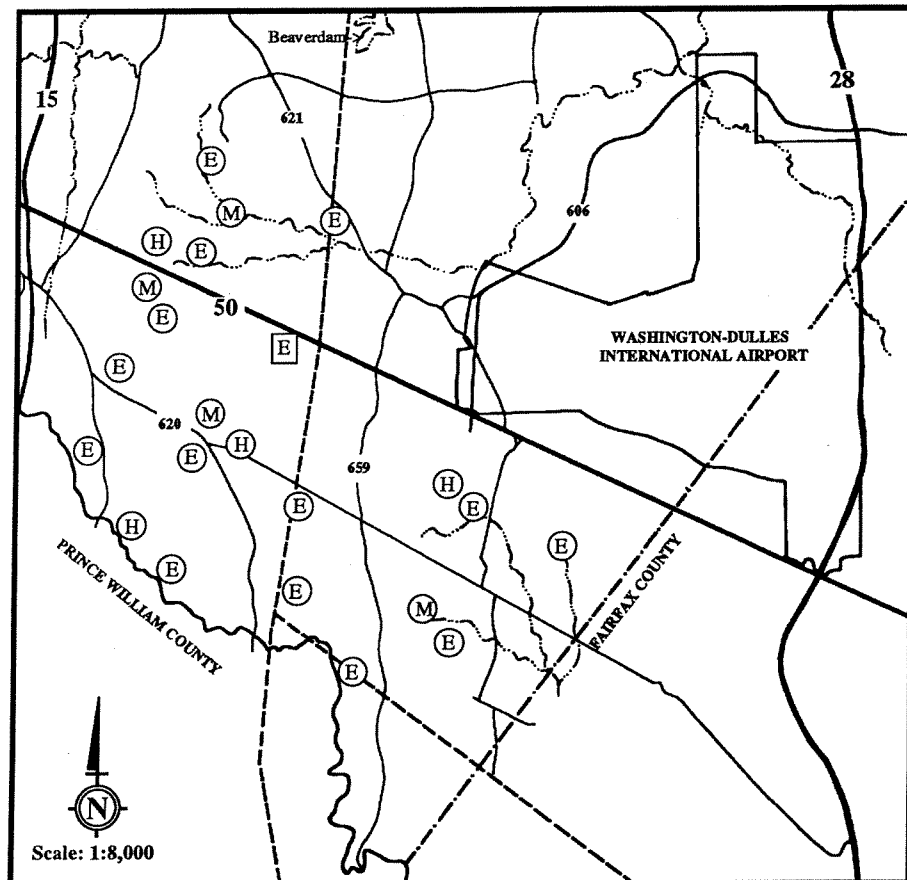 Beaverdam
15
28
621
E
M
E
606
H
E
M
E
50
E
WASHINGTON-DULLES
INTERNATIONAL AIRPORT
E
M
620
H
E
E
659
H
E
E
H
E
E
PRINCE WILLIAM COUNTY
FAIRFAX COUNTY
E
M
E
E
N
Scale: 1:8,000